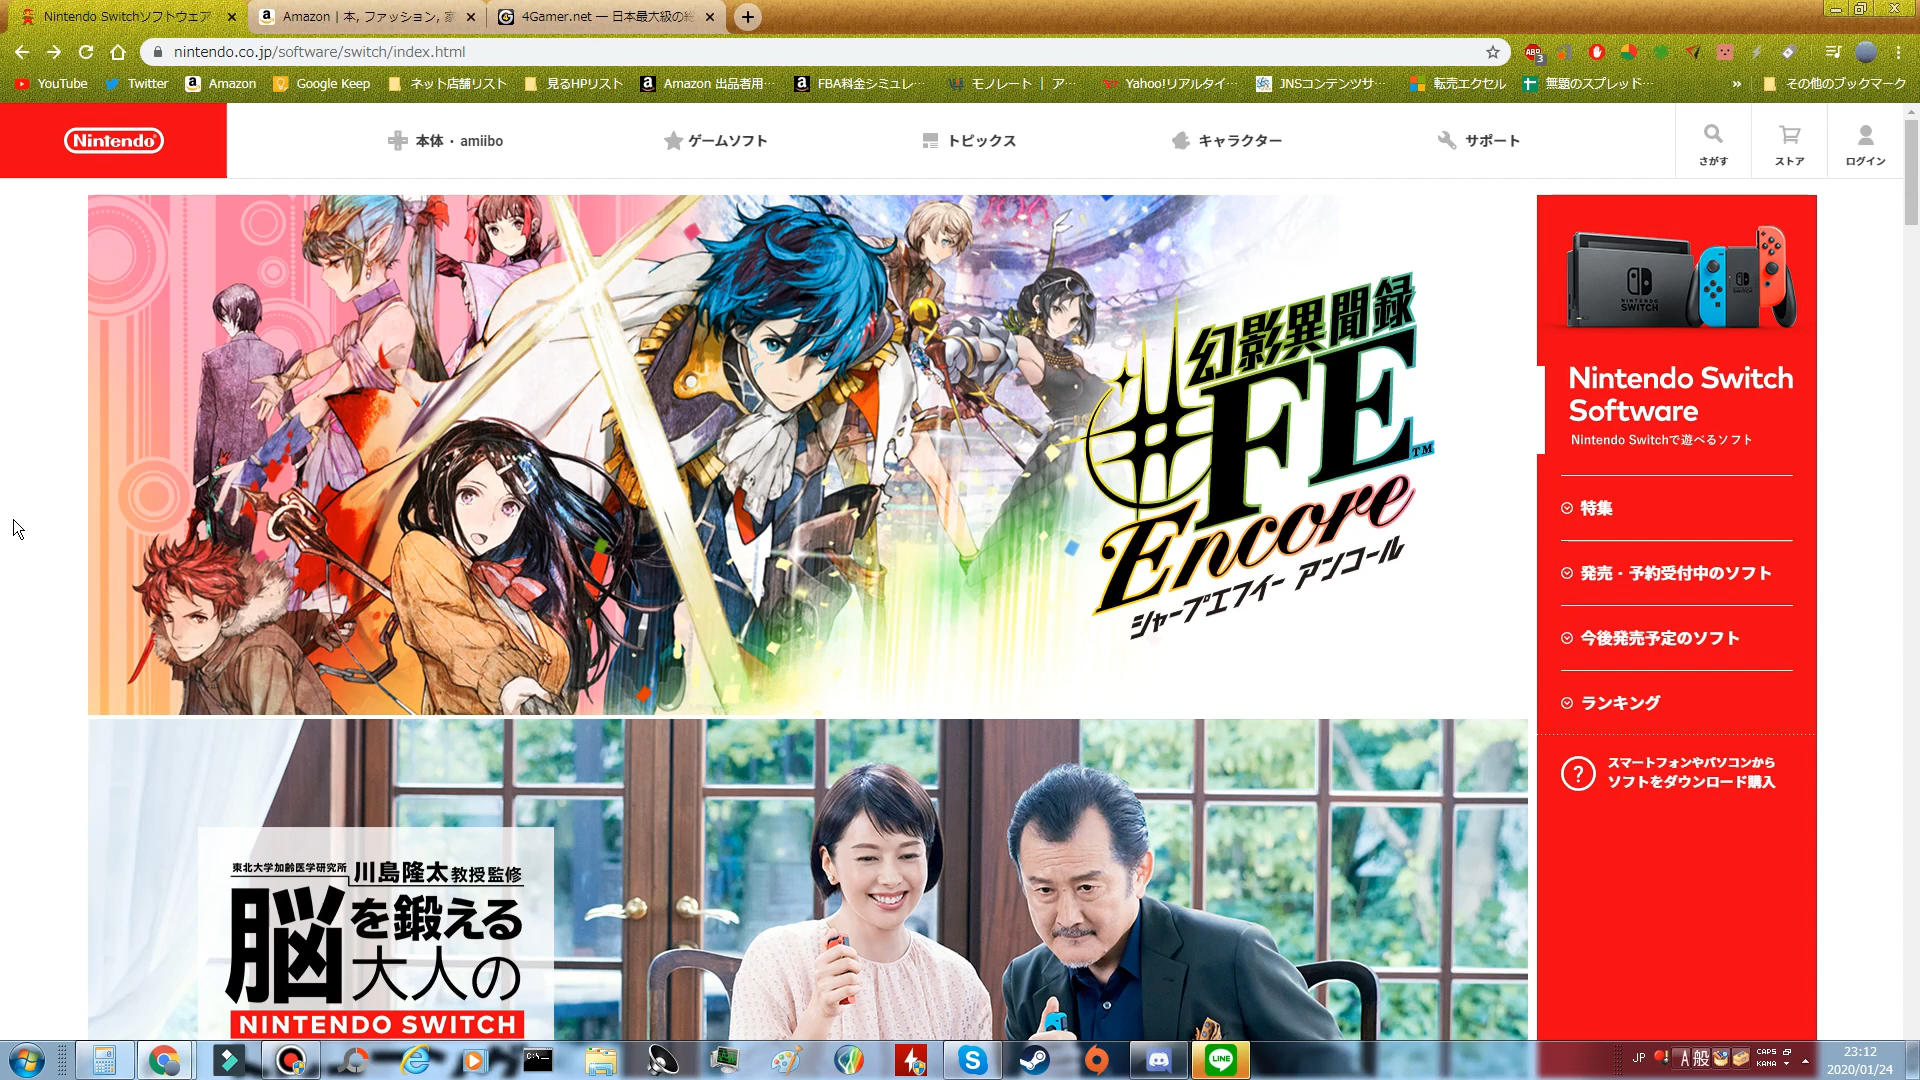 Nintendo Switchソフトウェア
Amazon | 本, ファッション, 家
4Gamer.net — 日本最大級の総
nintendo.co.jp/software/switch/index.html
YouTube
Twitter
Amazon
Google Keep
ネット店舗リスト
見るHPリスト
Amazon 出品者用…
FBA料金シミュレ…
モノレート | ア…
Yahoo!リアルタイ…
JNSコンテンツサ…
転売エクセル
無題のスプレッド…
»
その他のブックマーク
Nintendo
本体・amiibo
ゲームソフト
トピックス
キャラクター
サポート
さがす
ストア
ログイン
幻影異聞録
♯FE™
Encore
シャープエフイー アンコール
NINTENDO
SWITCH
Nintendo Switch
Software
Nintendo Switchで遊べるソフト
特集
発売・予約受付中のソフト
今後発売予定のソフト
ランキング
スマートフォンやパソコンから
ソフトをダウンロード購入
東北大学加齢医学研究所 川島隆太教授監修
脳を鍛える
大人の
NINTENDO SWITCH
JP
A 般
CAPS
KANA
LINE
23:12
2020/01/24